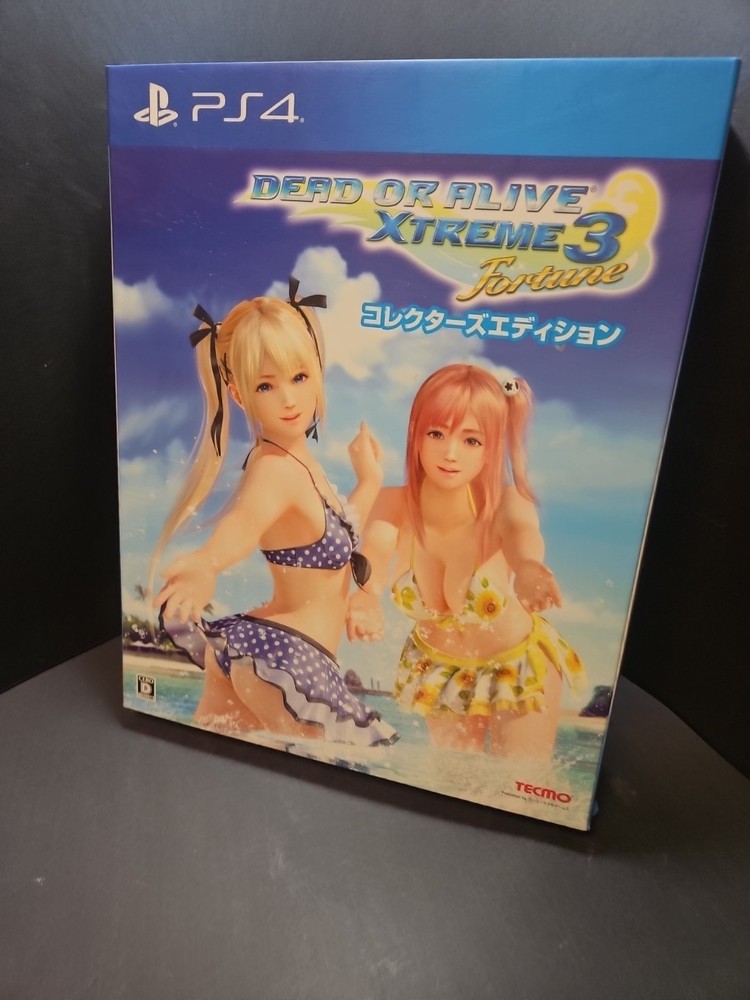 PS4
DEAD OR ALIVE®
XTREME 3
Fortune
コレクターズエディション
CERO
D
TECMO